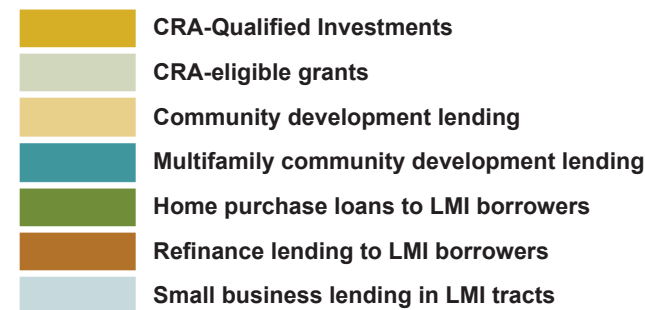 CRA-Qualified Investments
CRA-eligible grants
Community development lending
Multifamily community development lending
Home purchase loans to LMI borrowers
Refinance lending to LMI borrowers
Small business lending in LMI tracts